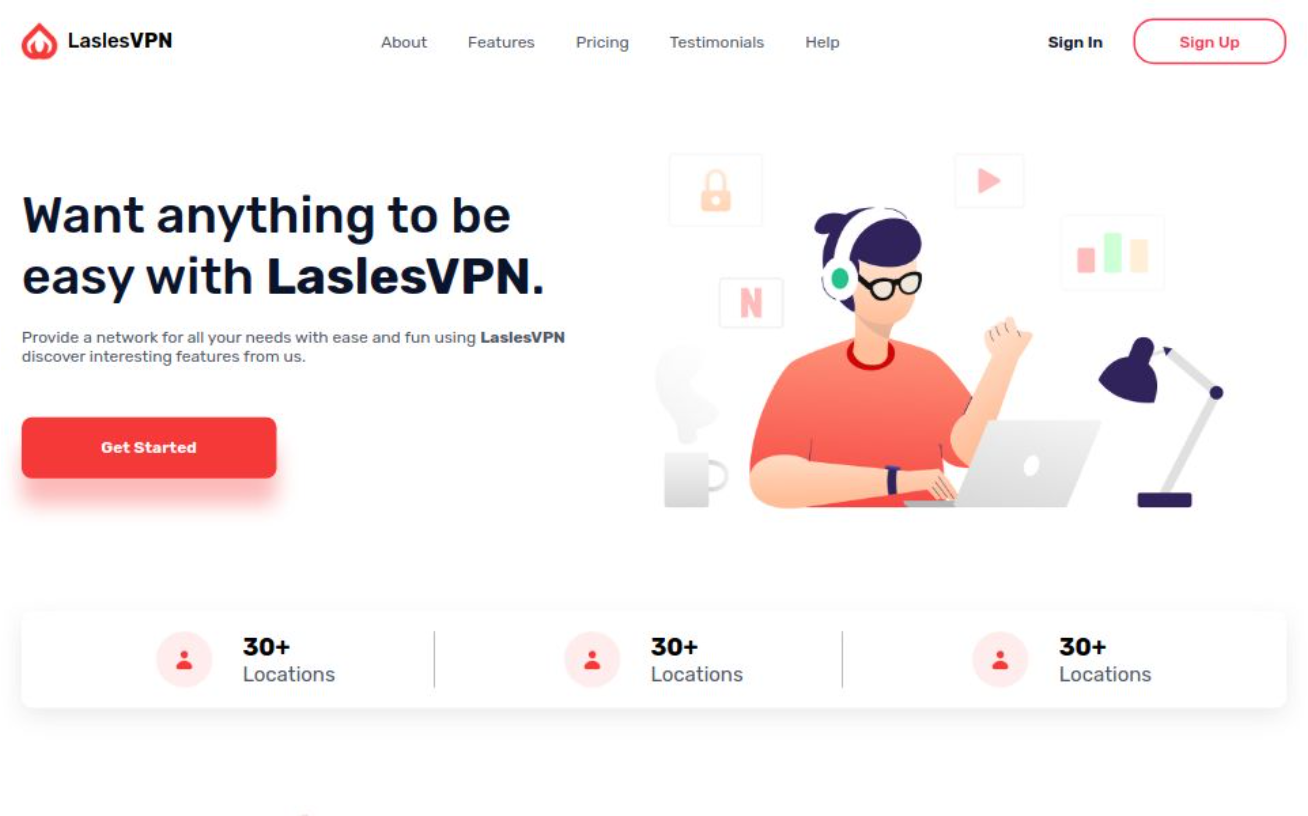 LaslesVPN
About
Features
Pricing
Testimonials
Help
Sign In
Sign Up
Want anything to be
easy with LaslesVPN.
Provide a network for all your needs with ease and fun using LaslesVPN
discover interesting features from us.
Get Started
N
30+
Locations
30+
Locations
30+
Locations